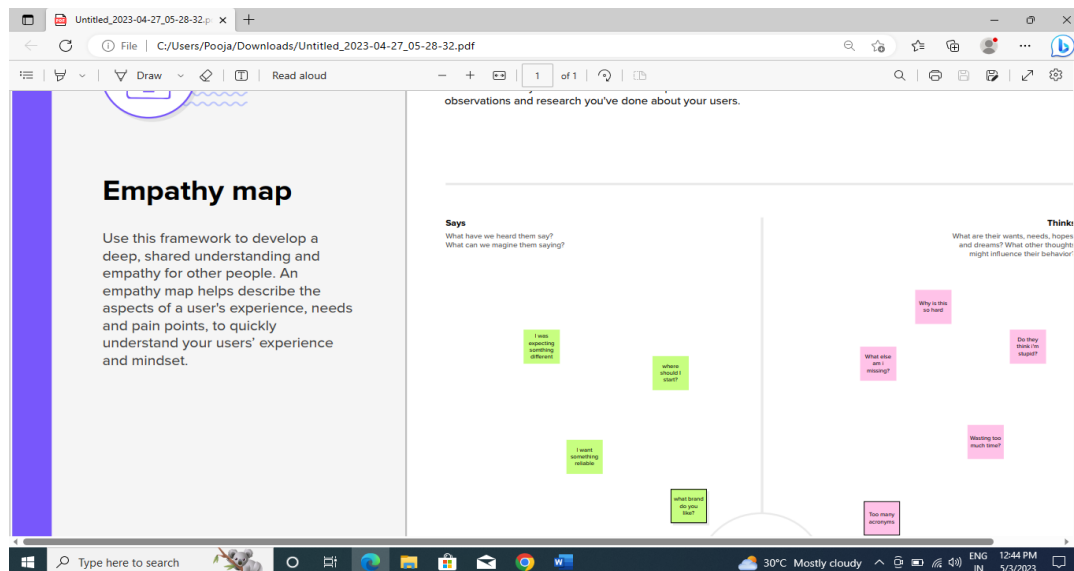 Untitled_2023-04-27_05-28-32.p
File C:/Users/Pooja/Downloads/Untitled_2023-04-27_05-28-32.pdf
Draw Read aloud 1 of 1
observations and research you've done about your users.
Empathy map
Use this framework to develop a
deep, shared understanding and
empathy for other people. An
empathy map helps describe the
aspects of a user's experience, needs
and pain points, to quickly
understand your users' experience
and mindset.
Says
What have we heard them say?
What can we magine them saying?
I was
expecting
somthing
different
where
should I
start?
I want
something
reliable
what brand
do you
like?
Thinks
What are their wants, needs, hopes
and dreams? What other thoughts
might influence their behavior?
Why is this
so hard
Do they
think i'm
stupid?
What else
am i
missing?
Wasting too
much time?
Too meny
acronyms
Type here to search
30°C Mostly cloudy
ENG
IN
12:44 PM
5/3/2023